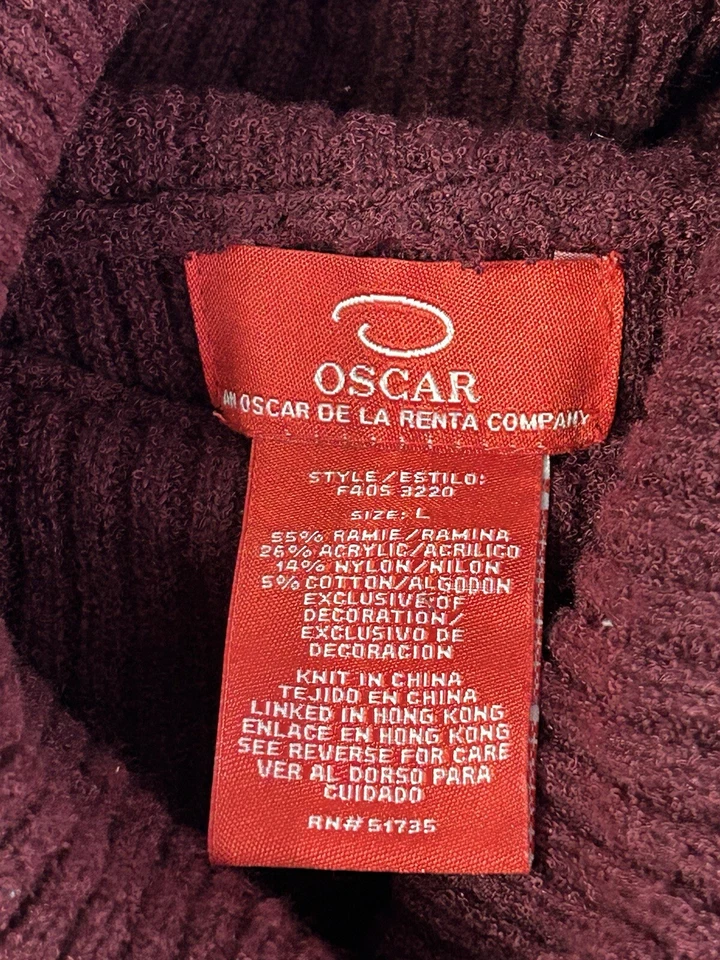 OSCAR
AN OSCAR DE LA RENTA COMPANY
STYLE/ESTILO:
F40S 3220
SIZE: L
55% RAMIE/RAMINA
26% ACRYLIC/ACRILICO
14% NYLON/NILON
5% COTTON/ALGODON
EXCLUSIVE OF
DECORATION/
EXCLUSIVO DE
DECORACION
KNIT IN CHINA
TEJIDO EN CHINA
LINKED IN HONG KONG
ENLACE EN HONG KONG
SEE REVERSE FOR CARE
VER AL DORSO PARA
CUIDADO
RN# 51735